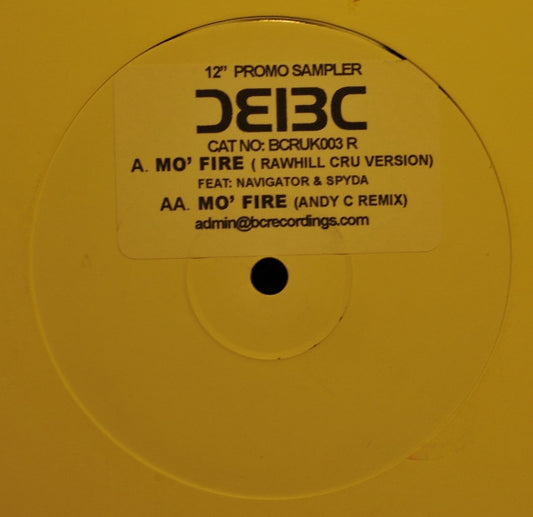 12” PROMO SAMPLER
DEIBC
CAT NO: BCRUK003 R
A. MO’ FIRE ( RAWHILL CRU VERSION)
FEAT: NAVIGATOR & SPYDA
AA. MO’ FIRE (ANDY C REMIX)
admin@bcrecordings.com